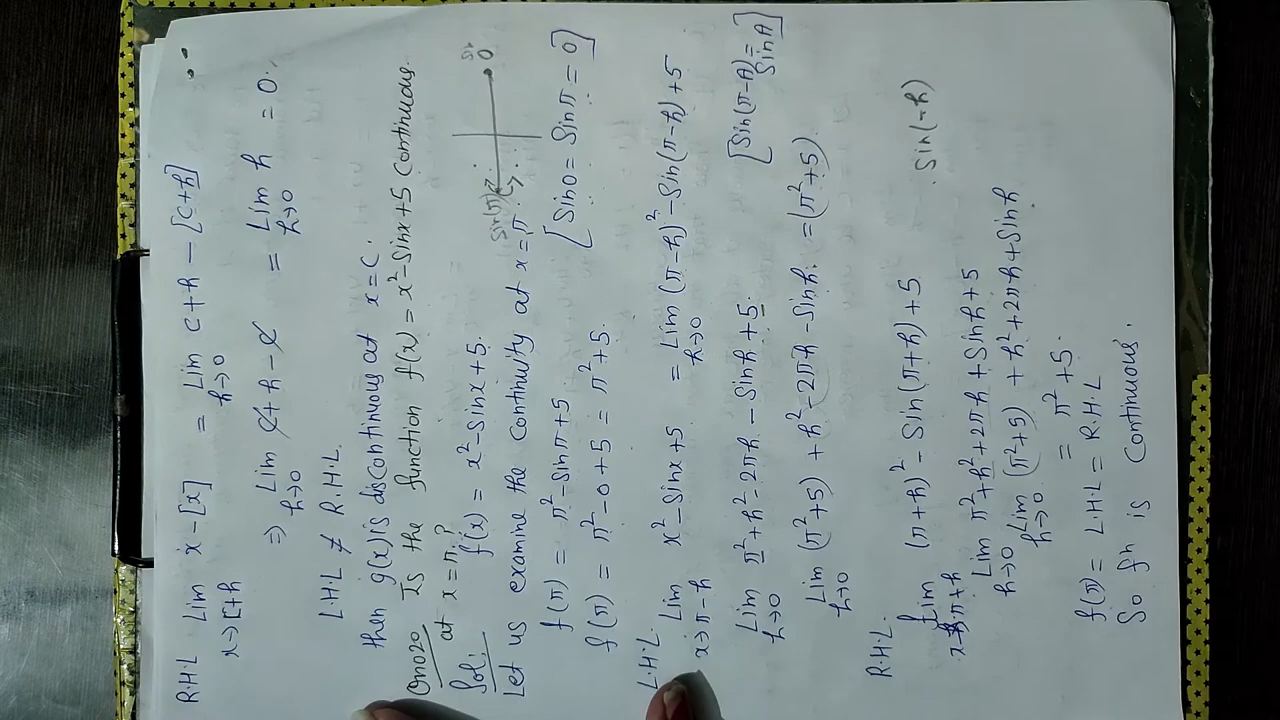 R.H.L Lim x - [x] = Lim c+h - [c+h]
x→[+h h→0
⇒ Lim c + h - c = Lim h = 0.
h→0 h→0
L.H.L ≠ R.H.L.
then g(x) is discontinuous at x = c.
Qno20 Is the function f(x) = x²-sinx+5 continuous
at x = π ?
Sol. f(x) = x²-sinx+5.
Sin(π)
0
Let us examine the continuity at x = π.
f(π) = π²-sinπ+5
f(π) = π²-0+5 = π²+5. [Sin0 = Sinπ = 0]
L.H.L. Lim x²-Sinx+5 = Lim (π-h)²-Sin(π-h)+5
x→π-h h→0
Lim π²+h²-2πh - Sinh+5. [Sin(π-A) = SinA]
h→0
Lim (π²+5) + h²-2πh-Sinh. = (π²+5)
h→0
R.H.L. Lim (π+h)²-Sin(π+h)+5 . Sin(-h)
x→π+h
Lim π²+h²+2πh+Sinh+5
h→0
Lim (π²+5) + h²+2πh+Sinh
h→0
= π²+5.
f(π) = L.H.L = R.H.L
So fn is Continuous.